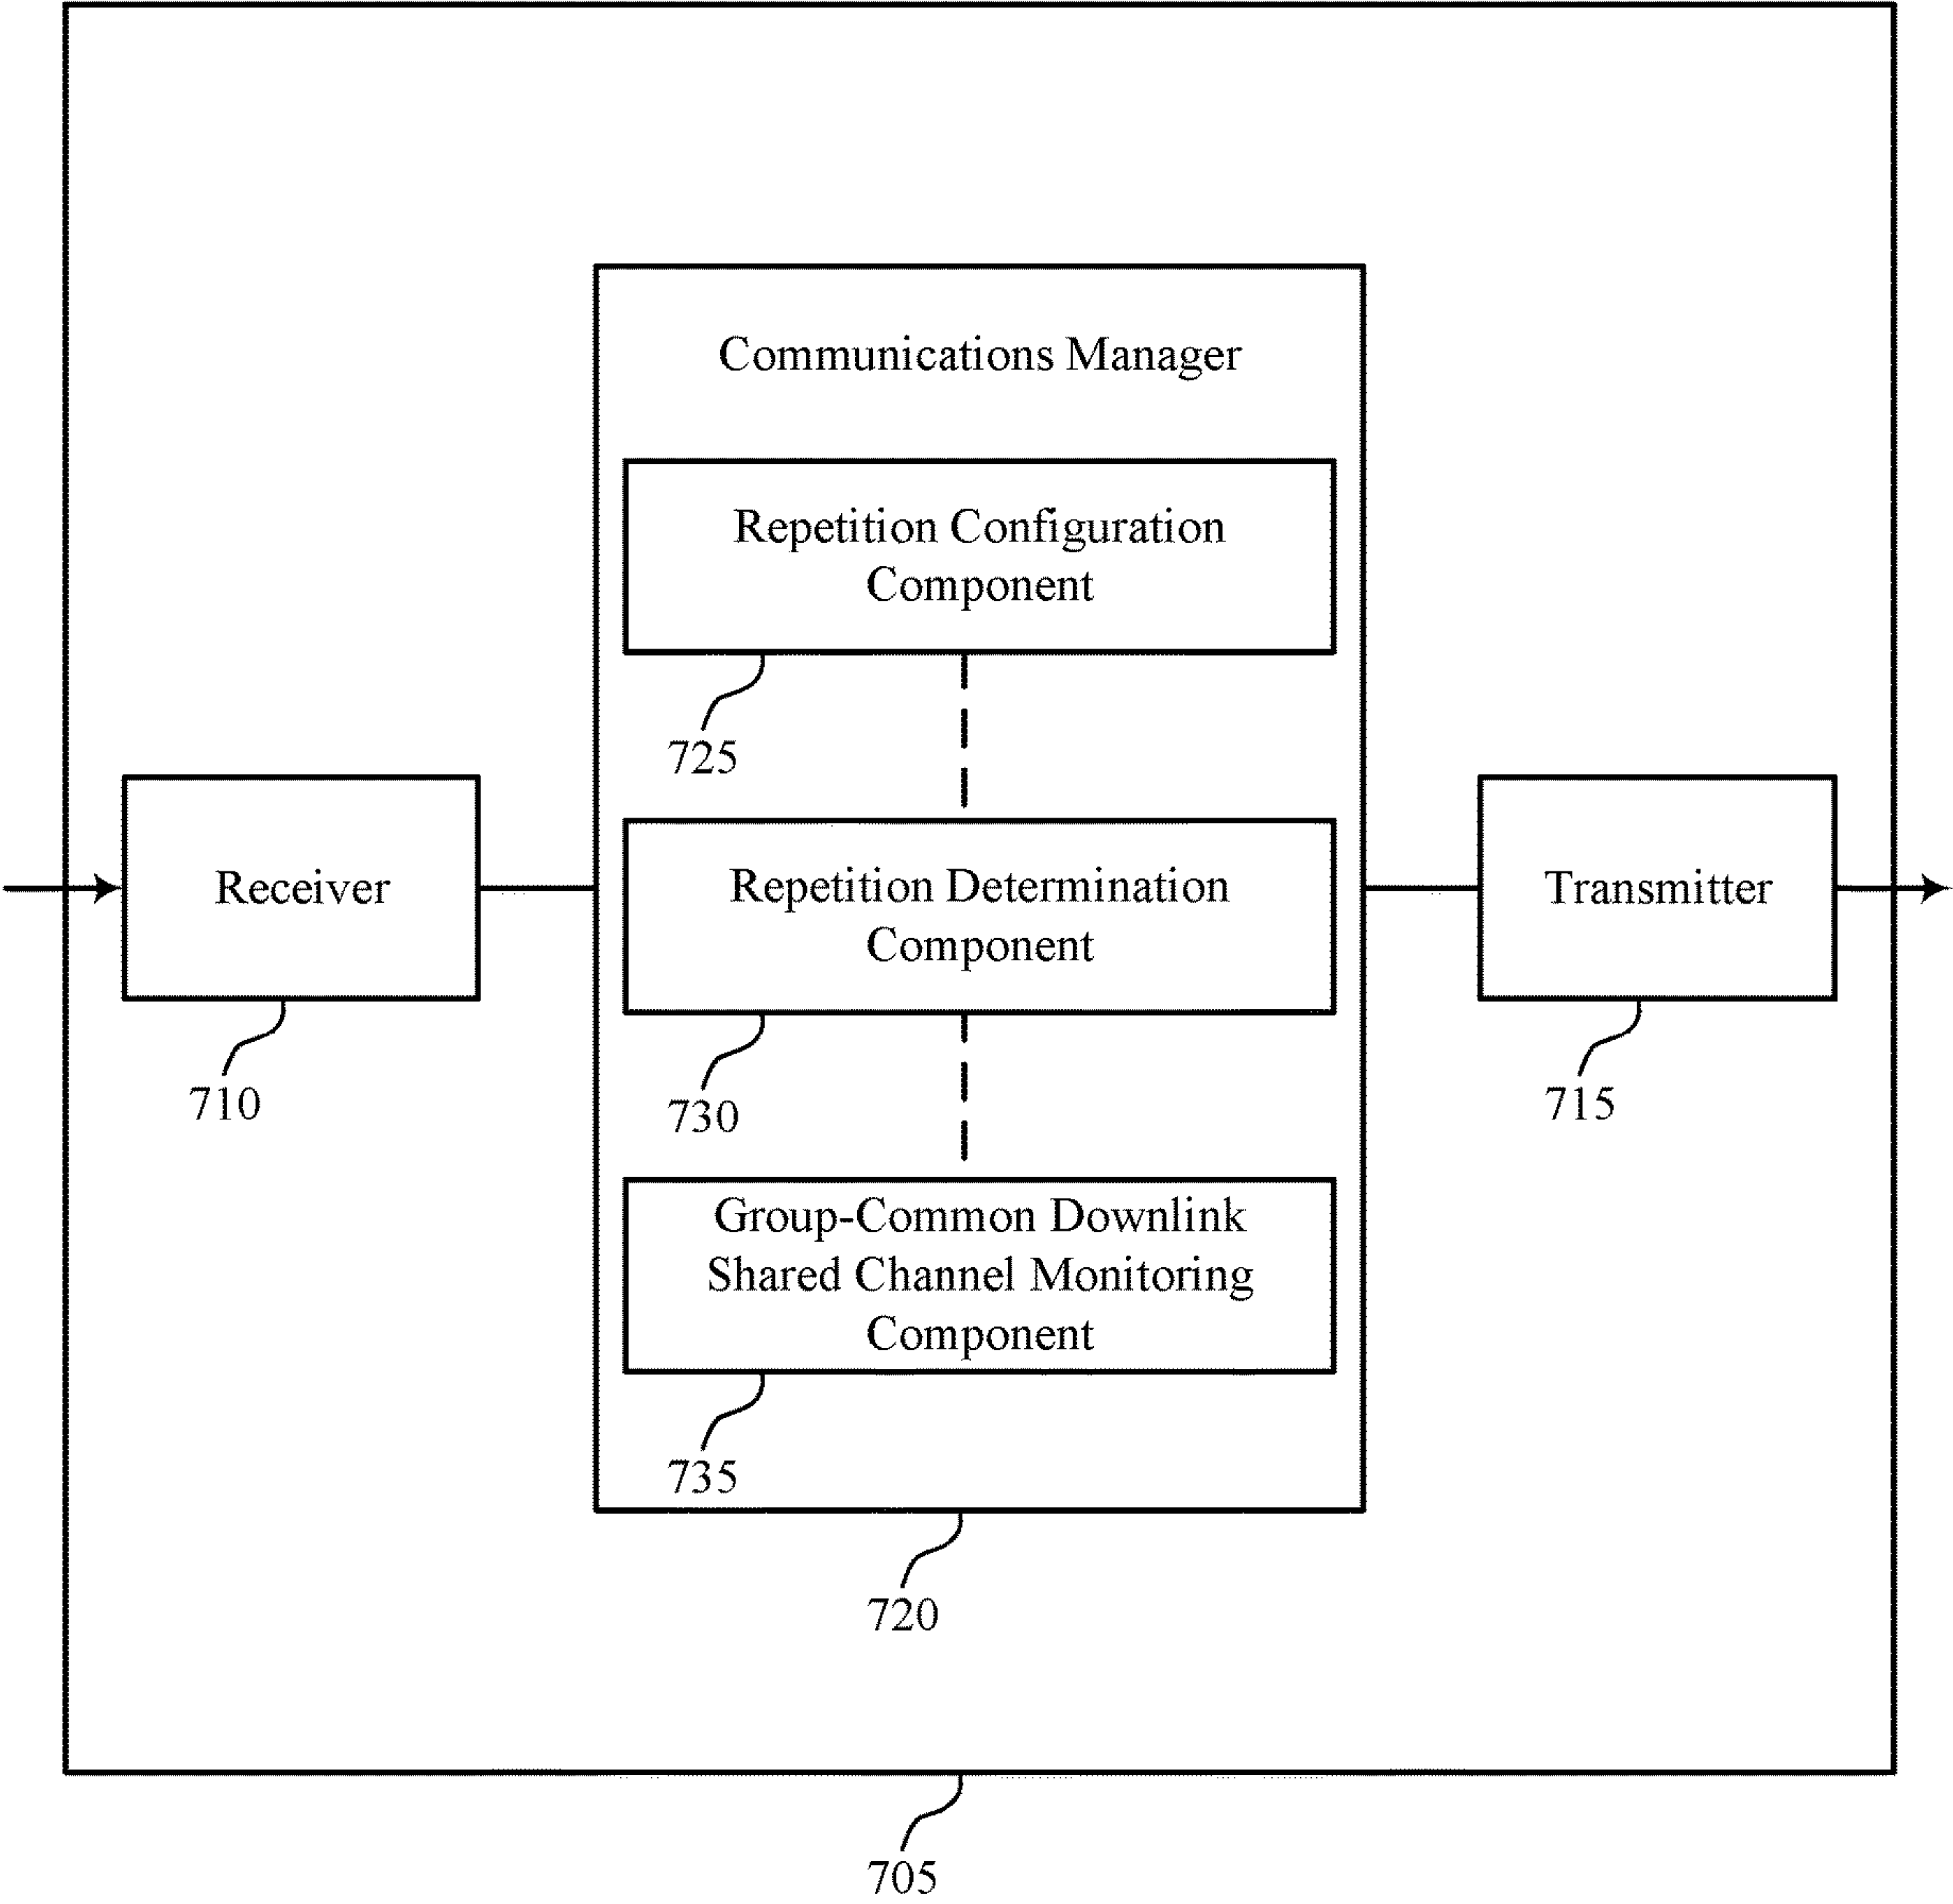 Communications Manager
Repetition Configuration
Component
725
Receiver
710
Repetition Determination
Component
730
Transmitter
715
Group-Common Downlink
Shared Channel Monitoring
Component
735
720
705